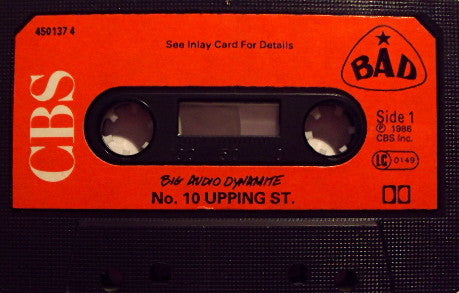 450137 4
See Inlay Card For Details
BAD
CBS
Side 1
℗ 1986
CBS Inc.
LC 0149
BIG AUDIO DYNAMITE
No. 10 UPPING ST.